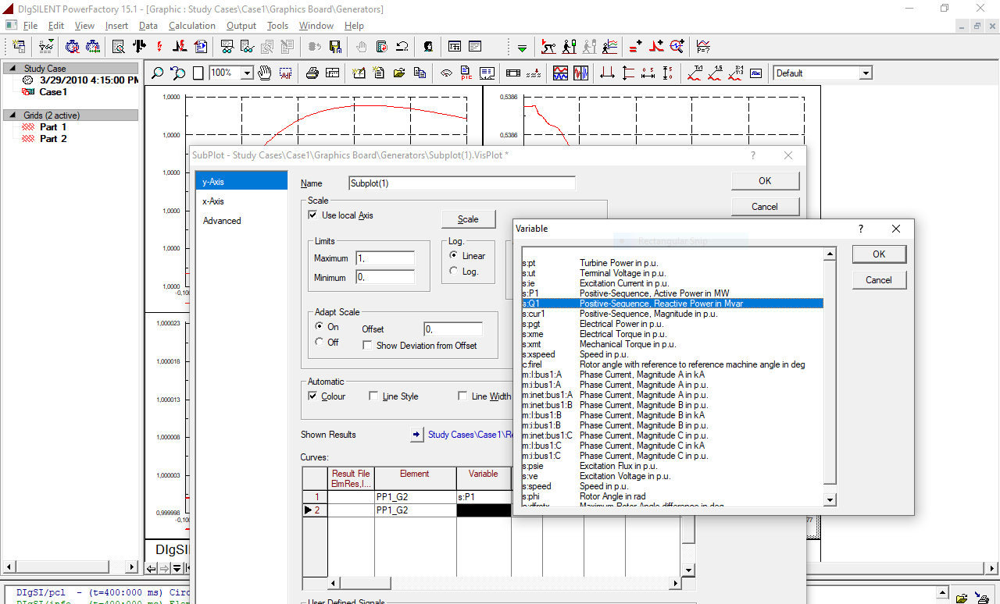 DIgSILENT PowerFactory 15.1 - [Graphic : Study Cases\Case1\Graphics Board\Generators]
File Edit View Insert Data Calculation Output Tools Window Help
100%
Default
Study Case
3/29/2010 4:15:00 PM
Case1
Grids (2 active)
Part 1
Part 2
1,0000
1,0000
1,0000
1,0000
1,0000
1,0000
-0,10
1,000023
1,000018
1,000013
1,000008
1,000003
0,999998
-0,10
0,5386
0,5386
DIgSI
77
SubPlot - Study Cases\Case1\Graphics Board\Generators\Subplot(1).VisPlot *
?
y-Axis
x-Axis
Advanced
Name Subplot(1)
OK
Cancel
Scale
Use local Axis
Scale
Limits
Maximum 1,
Minimum 0,
Log.
Linear
Log.
Adapt Scale
On
Off
Offset 0,
Show Deviation from Offset
Automatic
Colour
Line Style
Line Width
Shown Results
Study Cases\Case1\Re
Curves:
Result File
ElmRes,I...
Element
Variable
1 PP1_G2 s:P1
2 PP1_G2
User Defined Signals
Variable
?
Rectangular Snip
OK
Cancel
s:pt Turbine Power in p.u.
s:ut Terminal Voltage in p.u.
s:ie Excitation Current in p.u.
s:P1 Positive-Sequence, Active Power in MW
s:Q1 Positive-Sequence, Reactive Power in Mvar
s:cur1 Positive-Sequence, Magnitude in p.u.
s:pgt Electrical Power in p.u.
s:xme Electrical Torque in p.u.
s:xmt Mechanical Torque in p.u.
s:xspeed Speed in p.u.
c:firel Rotor angle with reference to reference machine angle in deg
m:I:bus1:A Phase Current, Magnitude A in kA
m:i:bus1:A Phase Current, Magnitude A in p.u.
m:inet:bus1:A Phase Current, Magnitude A in p.u.
m:inet:bus1:B Phase Current, Magnitude B in p.u.
m:I:bus1:B Phase Current, Magnitude B in kA
m:i:bus1:B Phase Current, Magnitude B in p.u.
m:inet:bus1:C Phase Current, Magnitude C in p.u.
m:I:bus1:C Phase Current, Magnitude C in kA
m:i:bus1:C Phase Current, Magnitude C in p.u.
s:psie Excitation Flux in p.u.
s:ve Excitation Voltage in p.u.
s:speed Speed in p.u.
s:phi Rotor Angle in rad
Maximum Rotor Angle difference in deg
DIgSI/pcl - (t=400:000 ms) Circ
DIgSI/info - (t=400:000 ms) Elem